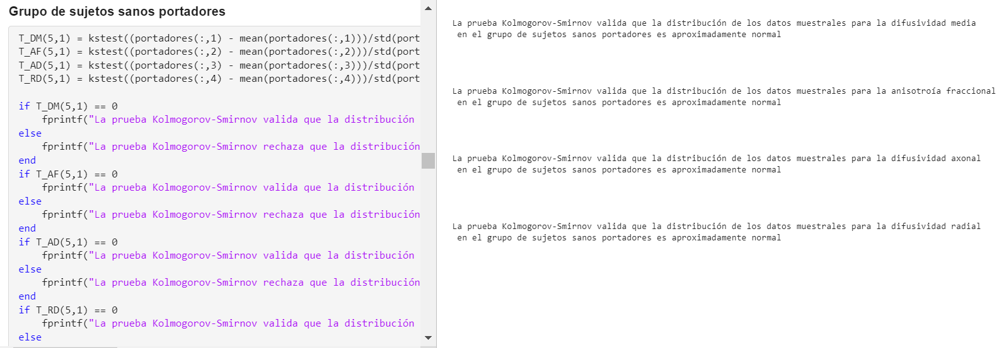 Grupo de sujetos sanos portadores
T_DM(5,1) = kstest((portadores(:,1) - mean(portadores(:,1)))/std(port
T_AF(5,1) = kstest((portadores(:,2) - mean(portadores(:,2)))/std(port
T_AD(5,1) = kstest((portadores(:,3) - mean(portadores(:,3)))/std(port
T_RD(5,1) = kstest((portadores(:,4) - mean(portadores(:,4)))/std(port
if T_DM(5,1) == 0
fprintf("La prueba Kolmogorov-Smirnov valida que la distribución
else
fprintf("La prueba Kolmogorov-Smirnov rechaza que la distribución
end
if T_AF(5,1) == 0
fprintf("La prueba Kolmogorov-Smirnov valida que la distribución
else
fprintf("La prueba Kolmogorov-Smirnov rechaza que la distribución
end
if T_AD(5,1) == 0
fprintf("La prueba Kolmogorov-Smirnov valida que la distribución
else
fprintf("La prueba Kolmogorov-Smirnov rechaza que la distribución
end
if T_RD(5,1) == 0
fprintf("La prueba Kolmogorov-Smirnov valida que la distribución
else
La prueba Kolmogorov-Smirnov valida que la distribución de los datos muestrales para la difusividad media
en el grupo de sujetos sanos portadores es aproximadamente normal
La prueba Kolmogorov-Smirnov valida que la distribución de los datos muestrales para la anisotroía fraccional
en el grupo de sujetos sanos portadores es aproximadamente normal
La prueba Kolmogorov-Smirnov valida que la distribución de los datos muestrales para la difusividad axonal
en el grupo de sujetos sanos portadores es aproximadamente normal
La prueba Kolmogorov-Smirnov valida que la distribución de los datos muestrales para la difusividad radial
en el grupo de sujetos sanos portadores es aproximadamente normal